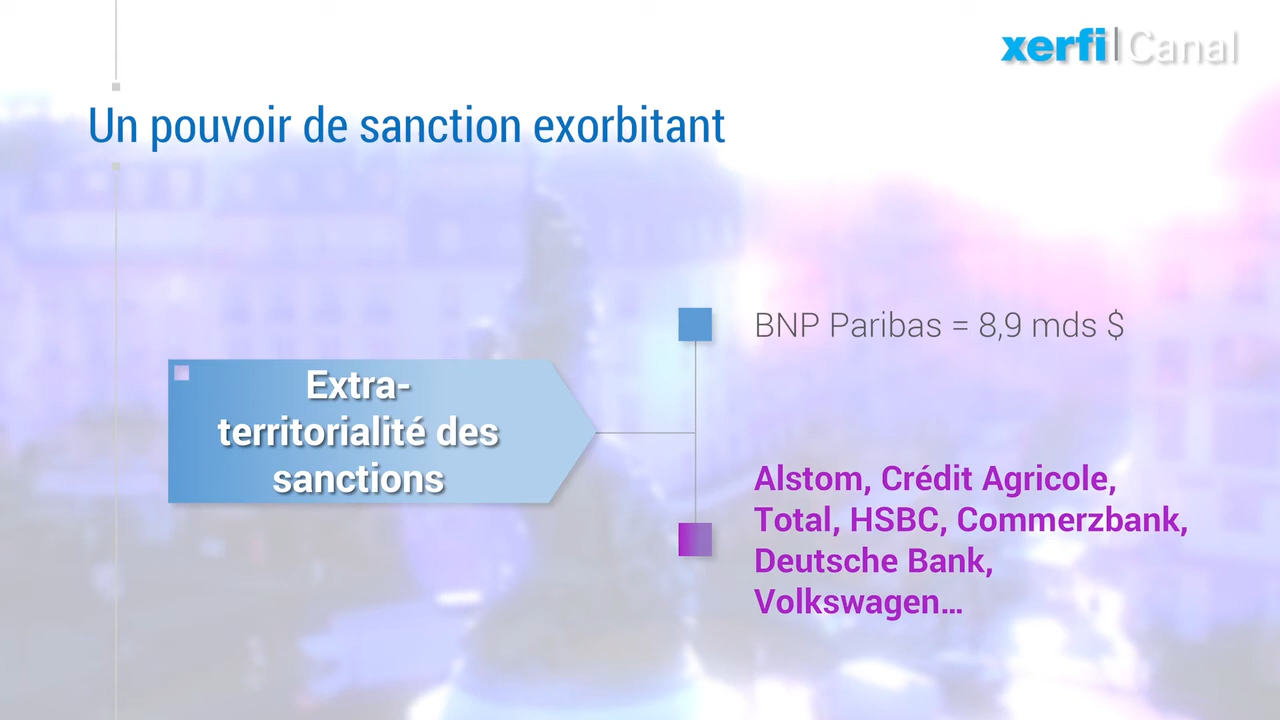 xerfi|Canal
Un pouvoir de sanction exorbitant
BNP Paribas = 8,9 mds $
Extra-
territorialité des
sanctions
Alstom, Crédit Agricole,
Total, HSBC, Commerzbank,
Deutsche Bank,
Volkswagen…